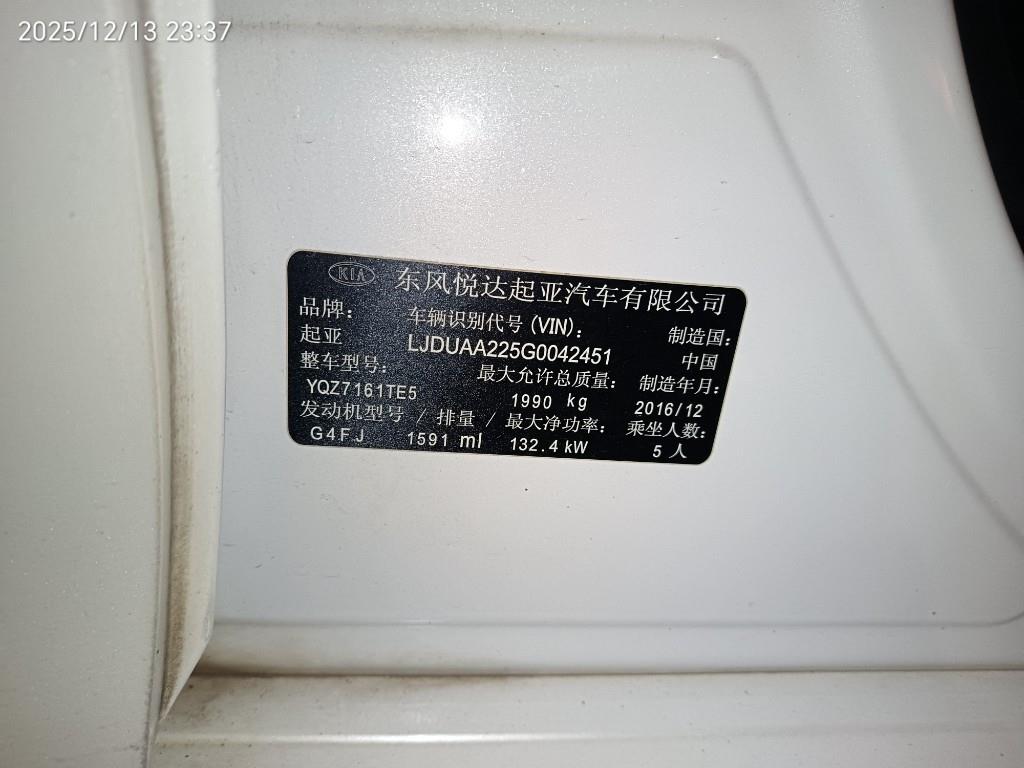 2025/12/13 23:37
KIA 东风悦达起亚汽车有限公司
品牌: 车辆识别代号(VIN): 制造国:
起亚 LJDUAA225G0042451 中国
整车型号: 最大允许总质量: 制造年月:
YQZ7161TE5 1990 kg 2016/12
发动机型号 / 排量 / 最大净功率: 乘坐人数:
G4FJ 1591 ml 132.4 kW 5 人